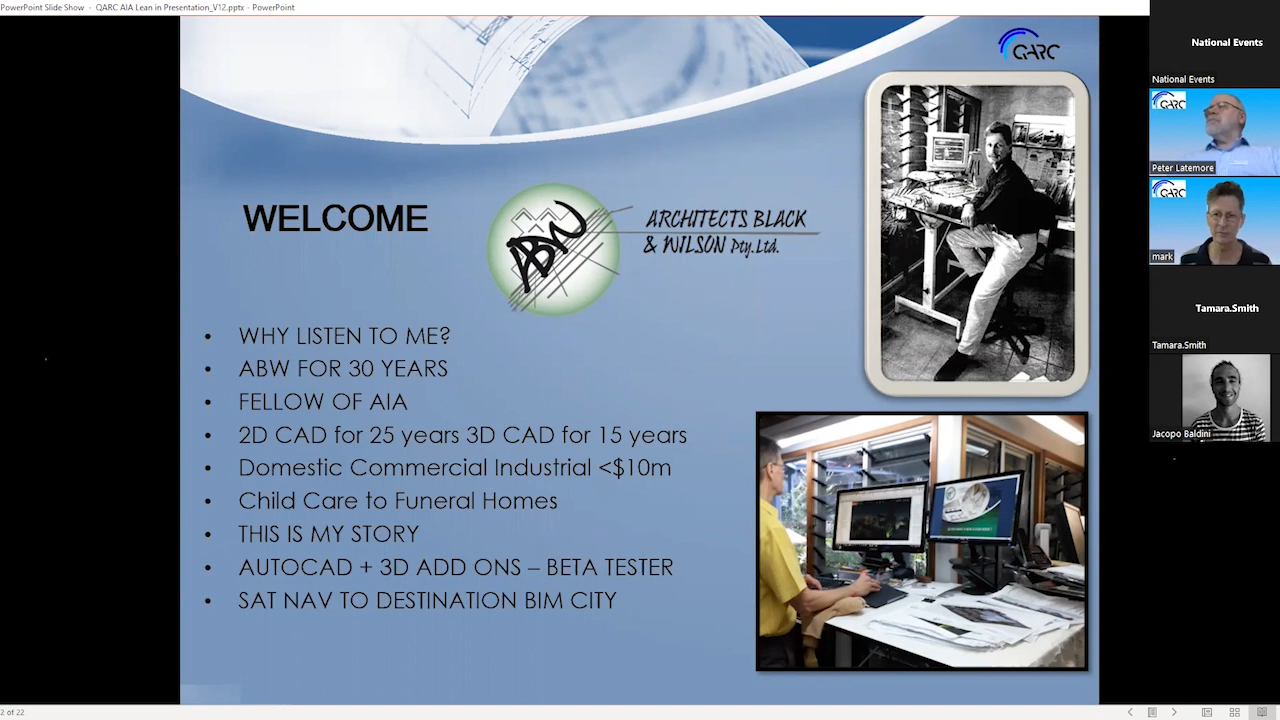 PowerPoint Slide Show - QARC AIA Lean in Presentation_V12.pptx - PowerPoint
QARC
WELCOME
ABW
ARCHITECTS BLACK
& WILSON Pty.Ltd.
• WHY LISTEN TO ME?
• ABW FOR 30 YEARS
• FELLOW OF AIA
• 2D CAD for 25 years 3D CAD for 15 years
• Domestic Commercial Industrial <$10m
• Child Care to Funeral Homes
• THIS IS MY STORY
• AUTOCAD + 3D ADD ONS – BETA TESTER
• SAT NAV TO DESTINATION BIM CITY
National Events
National Events
QARC
Peter Latemore
QARC
mark
Tamara.Smith
Tamara.Smith
Jacopo Baldini
2 of 22